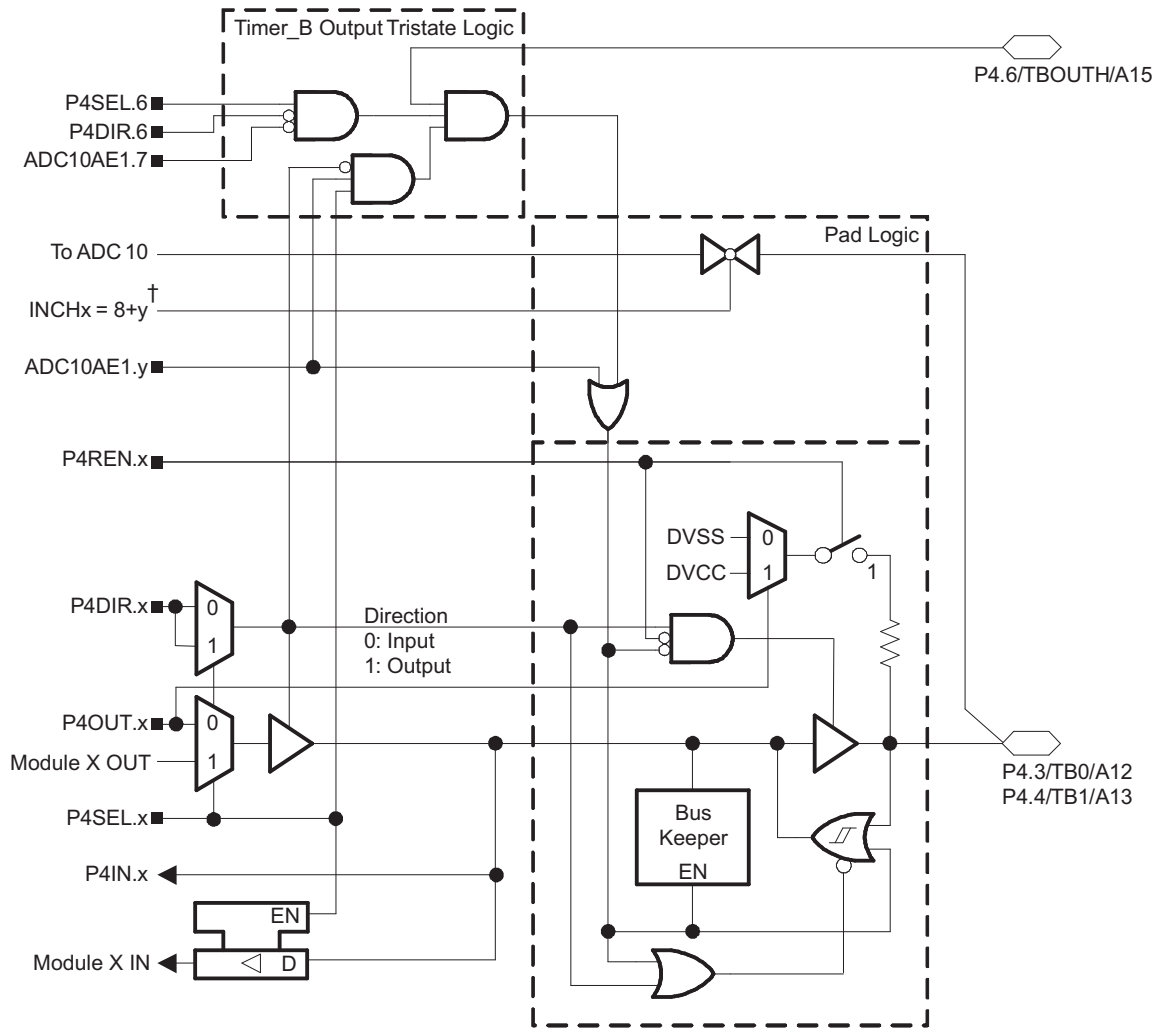 Timer_B Output Tristate Logic
P4.6/TBOUTH/A15
P4SEL.6
P4DIR.6
ADC10AE1.7
Pad Logic
To ADC 10
INCHx = 8+y†
ADC10AE1.y
P4REN.x
DVSS
0
DVCC
1
1
P4DIR.x
0
1
Direction
0: Input
1: Output
P4OUT.x
0
Module X OUT
1
P4.3/TB0/A12
P4.4/TB1/A13
P4SEL.x
Bus
Keeper
EN
P4IN.x
EN
Module X IN
D